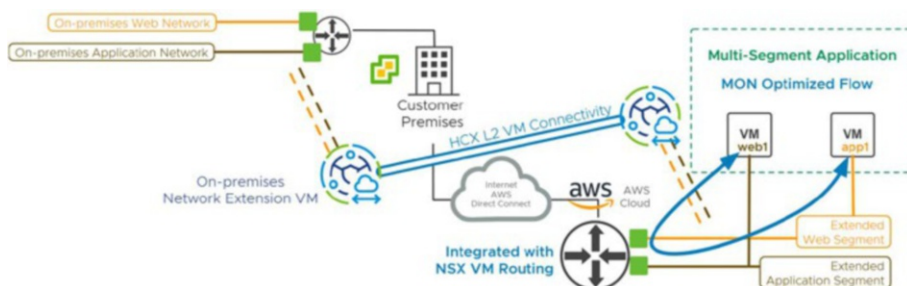 On-premises Web Network
On-premises Application Network
Customer
Premises
Multi-Segment Application
MON Optimized Flow
HCX L2 VM Connectivity
VM
web1
VM
app1
On-premises
Network Extension VM
Internet
AWS
Direct Connect
aws
AWS
Cloud
Integrated with
NSX VM Routing
Extended
Web Segment
Extended
Application Segment